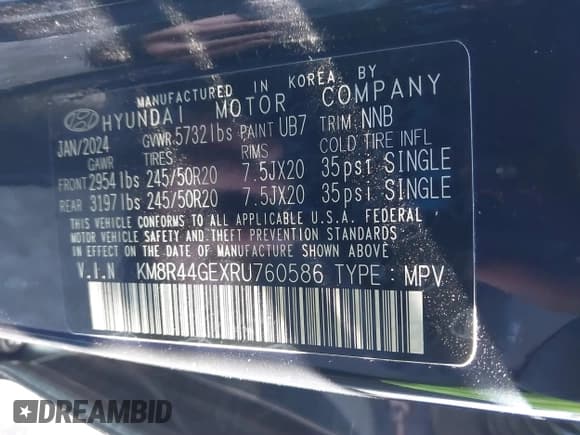 MANUFACTURED IN KOREA BY
HYUNDAI MOTOR COMPANY
JAN/2024 GVWR 5732lbs PAINT UB7 TRIM NNB
GAWR TIRES RIMS COLD TIRE INFL
FRONT 2954lbs 245/50R20 7.5JX20 35psi SINGLE
REAR 3197lbs 245/50R20 7.5JX20 35psi SINGLE
THIS VEHICLE CONFORMS TO ALL APPLICABLE U.S.A. FEDERAL
MOTOR VEHICLE SAFETY AND THEFT PREVENTION STANDARDS
IN EFFECT ON THE DATE OF MANUFACTURE SHOWN ABOVE.
V.I.N KM8R44GEXRU760586 TYPE : MPV
DREAMBID